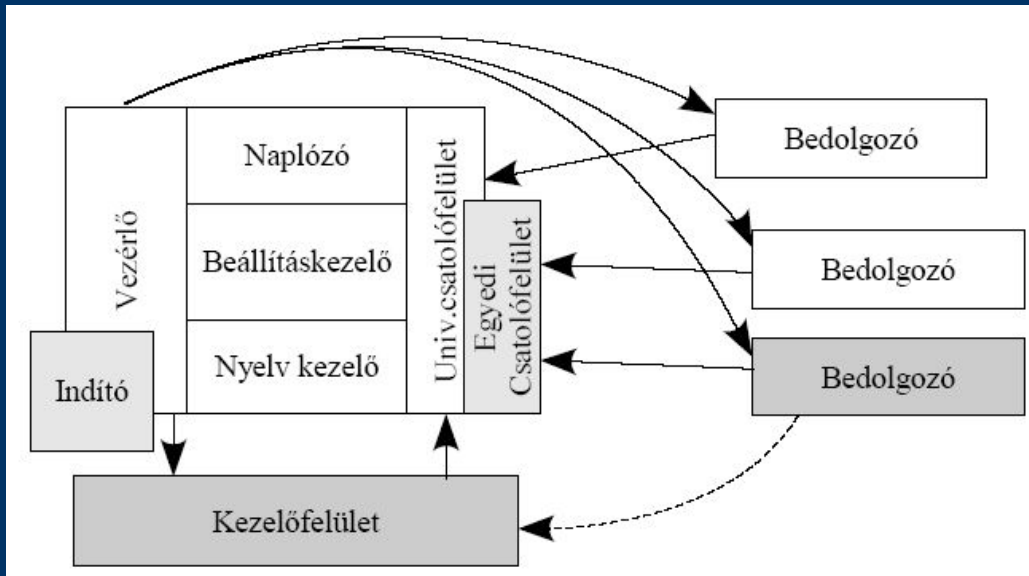 Naplózó
Bedolgozó
Vezérlő
Beállításkezelő
Univ.csatolófelület
Egyedi
Csatolófelület
Bedolgozó
Nyelv kezelő
Bedolgozó
Indító
Kezelőfelület